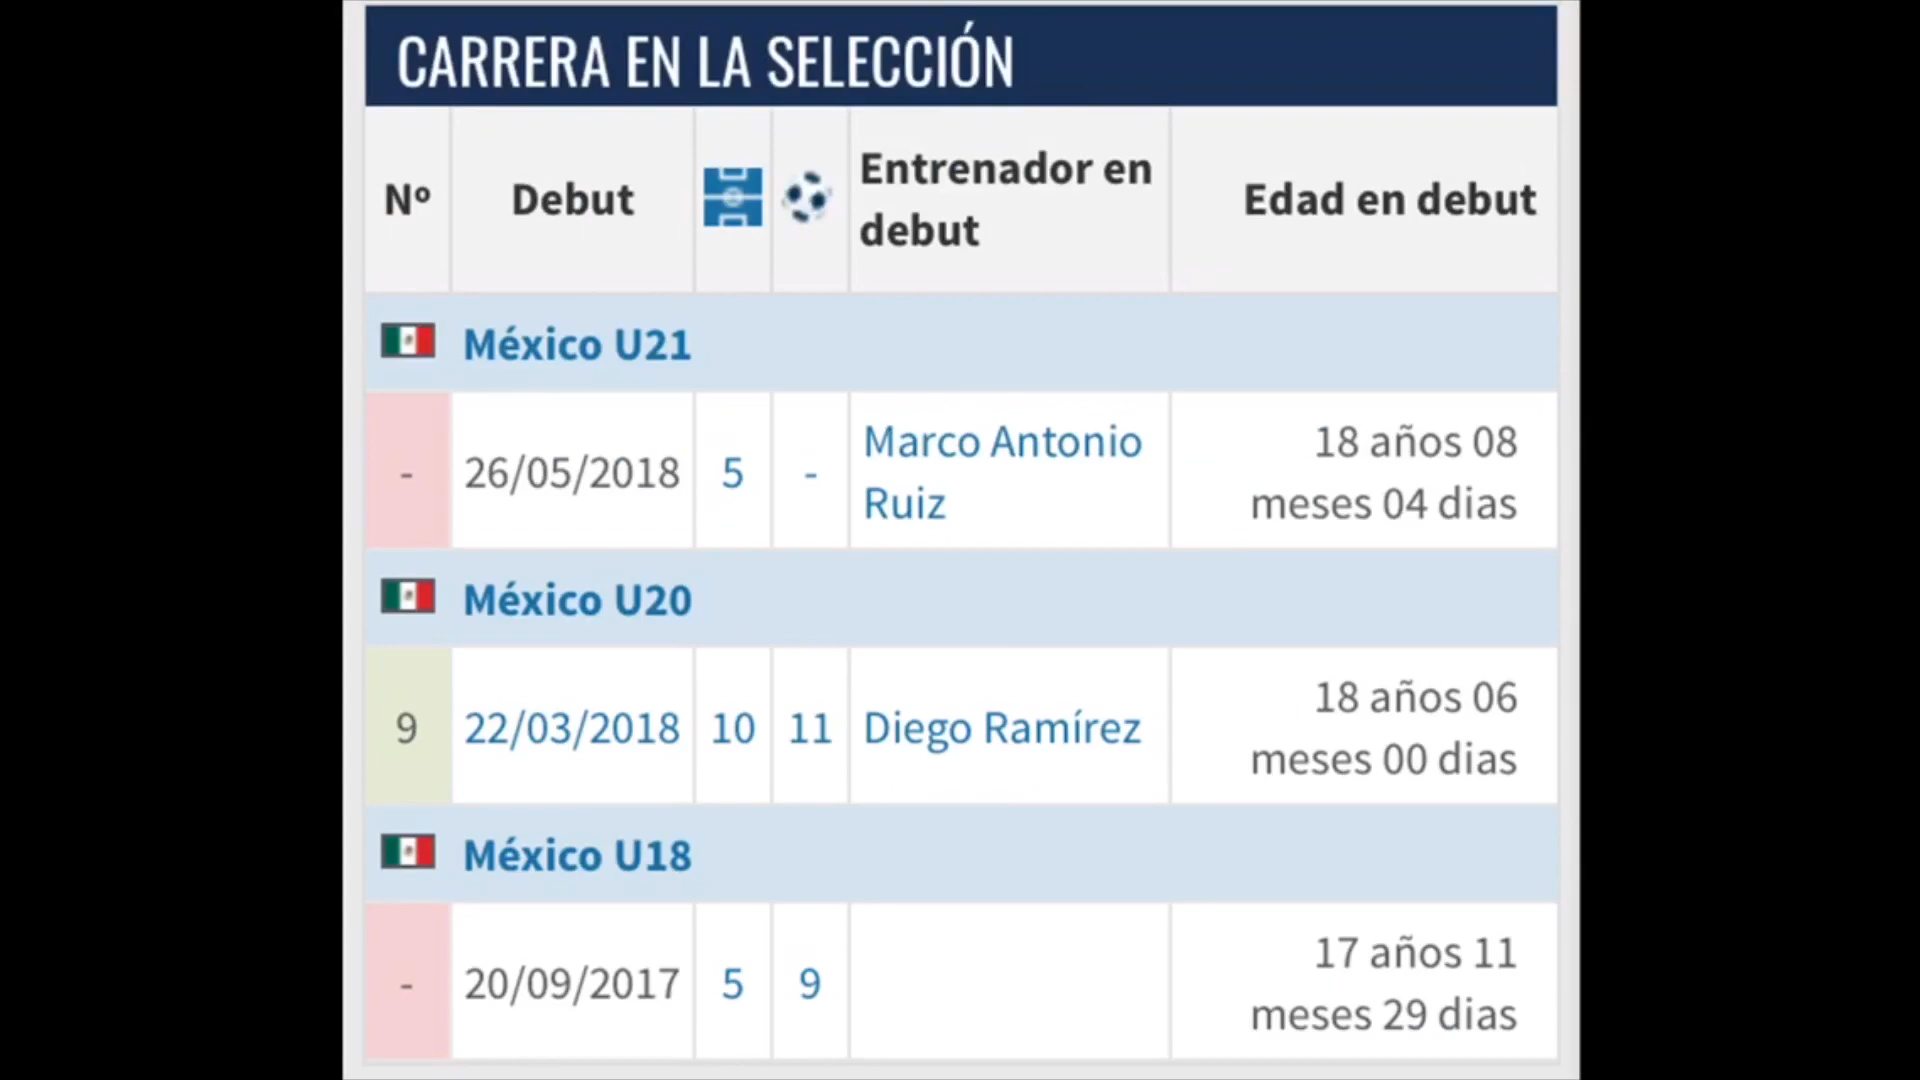 CARRERA EN LA SELECCIÓN
Nº Debut Entrenador en debut Edad en debut
México U21
- 26/05/2018 5 - Marco Antonio Ruiz 18 años 08 meses 04 dias
México U20
9 22/03/2018 10 11 Diego Ramírez 18 años 06 meses 00 dias
México U18
- 20/09/2017 5 9 17 años 11 meses 29 dias